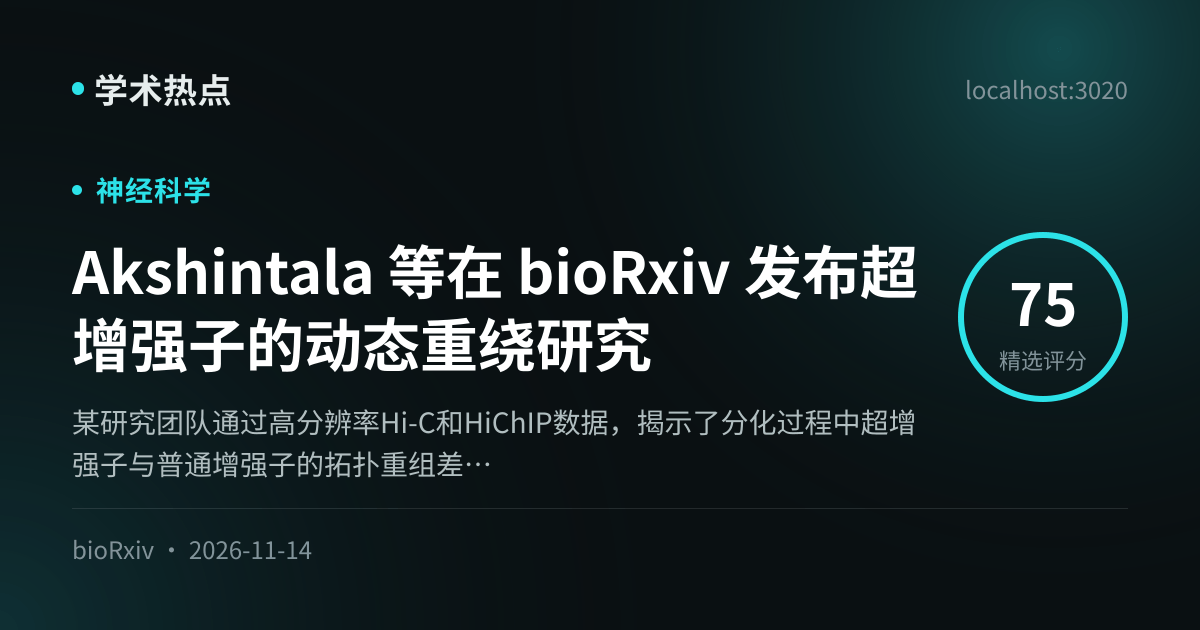 学术热点
localhost:3020
神经科学
Akshintala 等在 bioRxiv 发布超
增强子的动态重绕研究
75
精选评分
某研究团队通过高分辨率Hi-C和HiChIP数据，揭示了分化过程中超增
强子与普通增强子的拓扑重组差…
bioRxiv · 2026-11-14